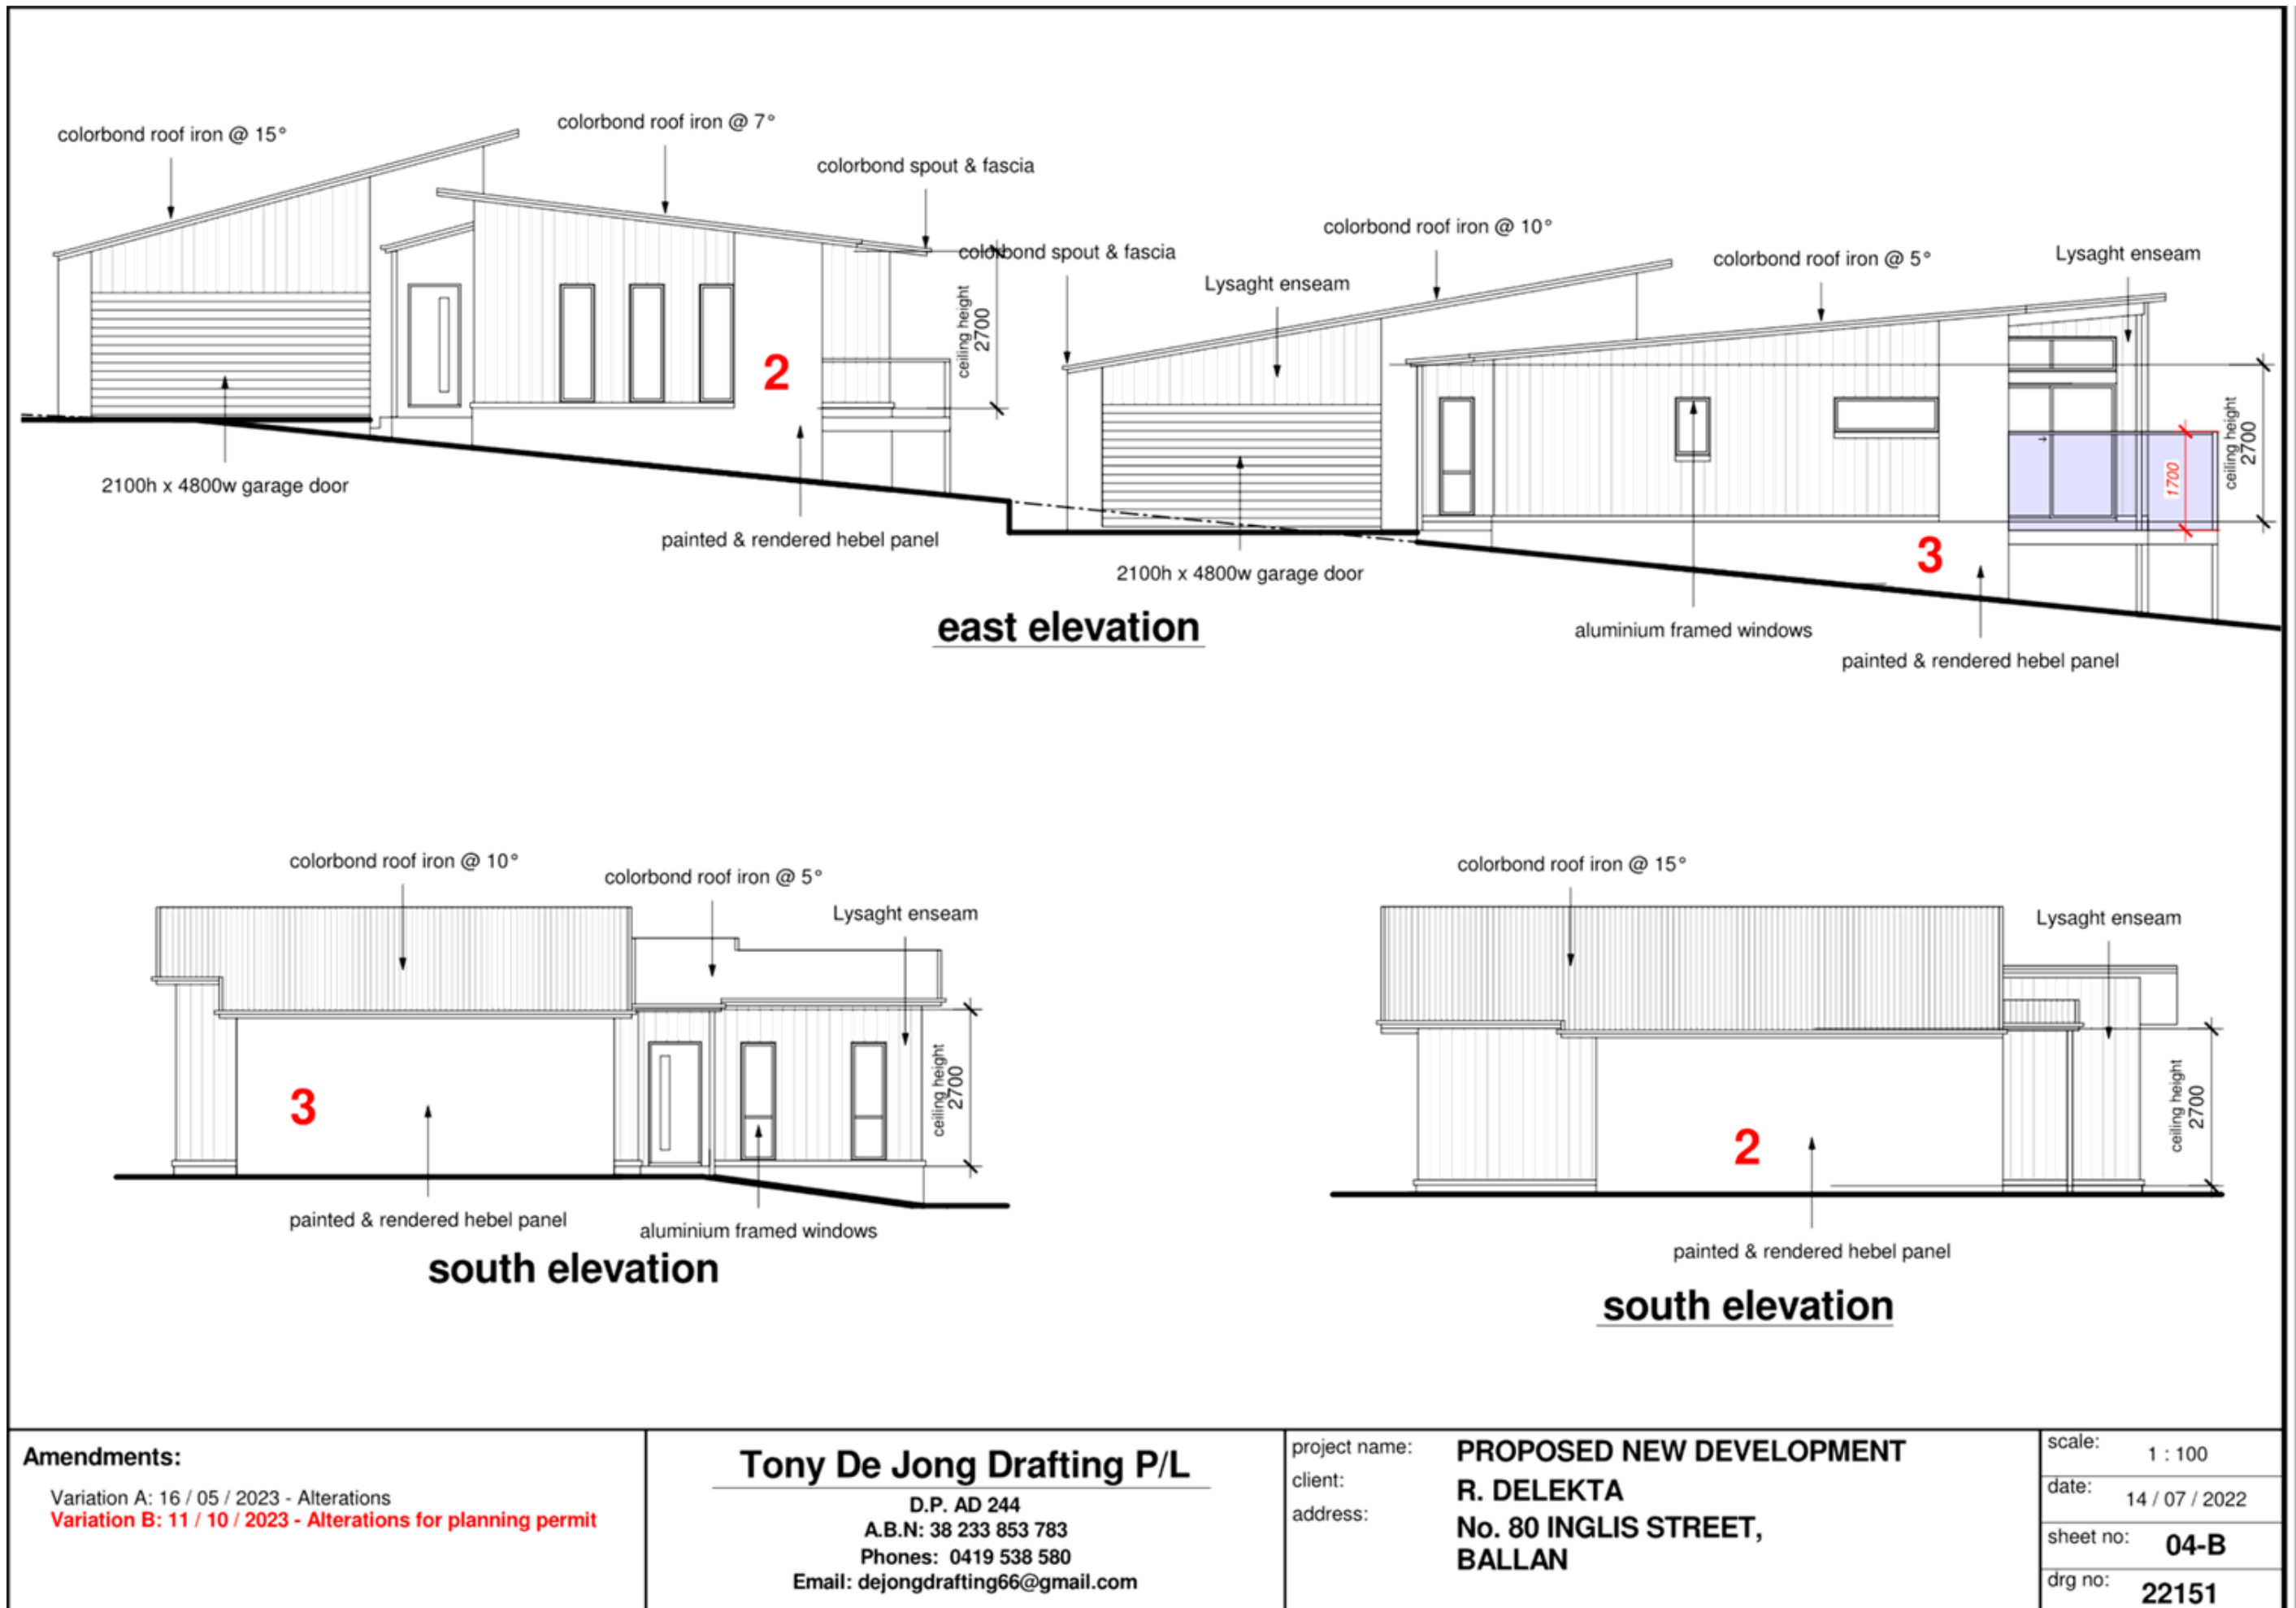 colorbond roof iron @ 15°
colorbond roof iron @ 7°
colorbond spout & fascia
colorbond spout & fascia
Lysaght enseam
colorbond roof iron @ 10°
colorbond roof iron @ 5°
Lysaght enseam
ceiling height
2700
2
2100h x 4800w garage door
painted & rendered hebel panel
ceiling height
2700
1700
3
2100h x 4800w garage door
aluminium framed windows
painted & rendered hebel panel
east elevation
colorbond roof iron @ 10°
colorbond roof iron @ 5°
Lysaght enseam
ceiling height
2700
3
painted & rendered hebel panel
aluminium framed windows
south elevation
colorbond roof iron @ 15°
Lysaght enseam
ceiling height
2700
2
painted & rendered hebel panel
south elevation
Amendments:
Variation A: 16 / 05 / 2023 - Alterations
Variation B: 11 / 10 / 2023 - Alterations for planning permit
Tony De Jong Drafting P/L
D.P. AD 244
A.B.N: 38 233 853 783
Phones: 0419 538 580
Email: dejongdrafting66@gmail.com
project name: PROPOSED NEW DEVELOPMENT
client: R. DELEKTA
address: No. 80 INGLIS STREET,
BALLAN
scale: 1 : 100
date: 14 / 07 / 2022
sheet no: 04-B
drg no: 22151